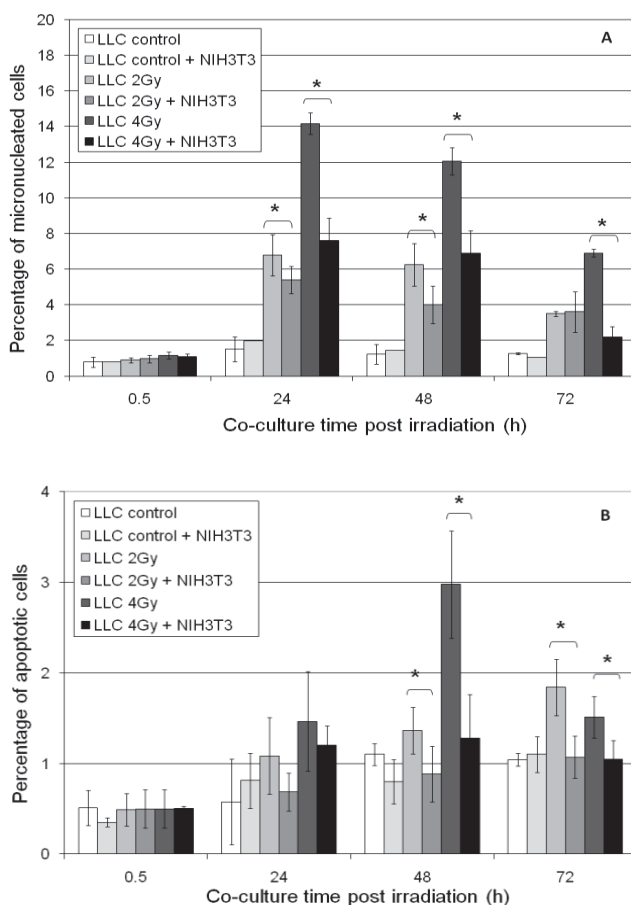 A
LLC control
LLC control + NIH3T3
LLC 2Gy
LLC 2Gy + NIH3T3
LLC 4Gy
LLC 4Gy + NIH3T3
Percentage of micronucleated cells
20
18
16
14
12
10
8
6
4
2
0
* * * * *
0.5 24 48 72
Co-culture time post irradiation (h)
B
LLC control
LLC control + NIH3T3
LLC 2Gy
LLC 2Gy + NIH3T3
LLC 4Gy
LLC 4Gy + NIH3T3
Percentage of apoptotic cells
4
3
2
1
0
* * * *
0.5 24 48 72
Co-culture time post irradiation (h)